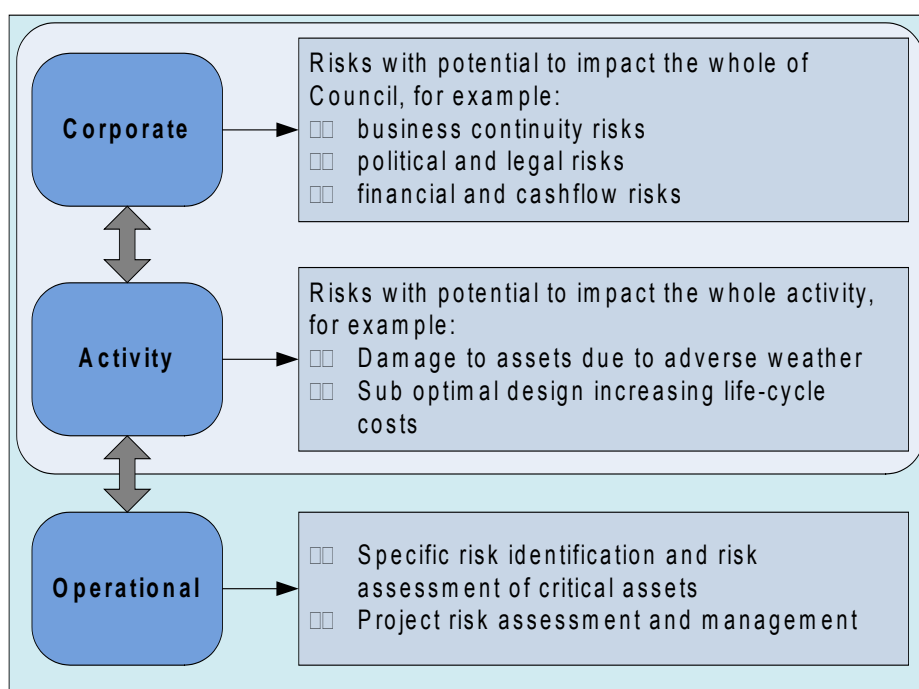 Corporate
Risks with potential to impact the whole of
Council, for example:
□□ business continuity risks
□□ political and legal risks
□□ financial and cashflow risks
Activity
Risks with potential to impact the whole activity,
for example:
□□ Damage to assets due to adverse weather
□□ Sub optimal design increasing life-cycle
costs
Operational
□□ Specific risk identification and risk
assessment of critical assets
□□ Project risk assessment and management